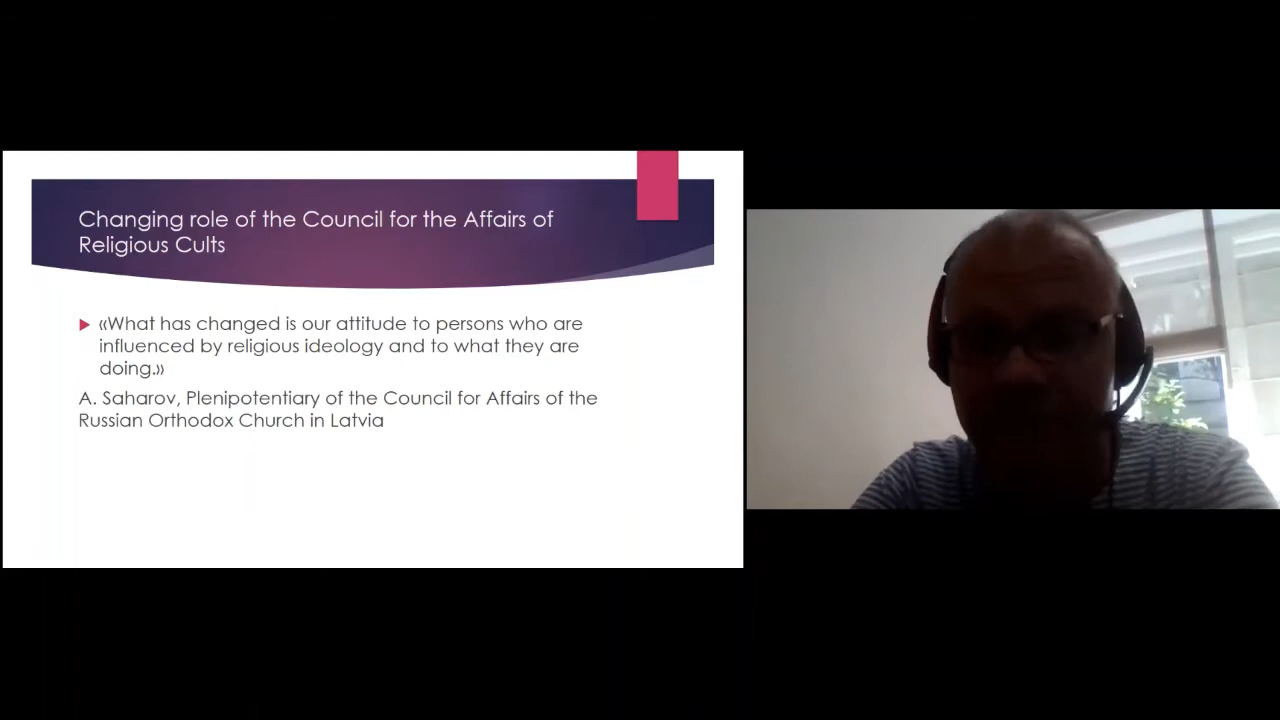 Changing role of the Council for the Affairs of
Religious Cults
«What has changed is our attitude to persons who are
influenced by religious ideology and to what they are
doing.»
A. Saharov, Plenipotentiary of the Council for Affairs of the
Russian Orthodox Church in Latvia